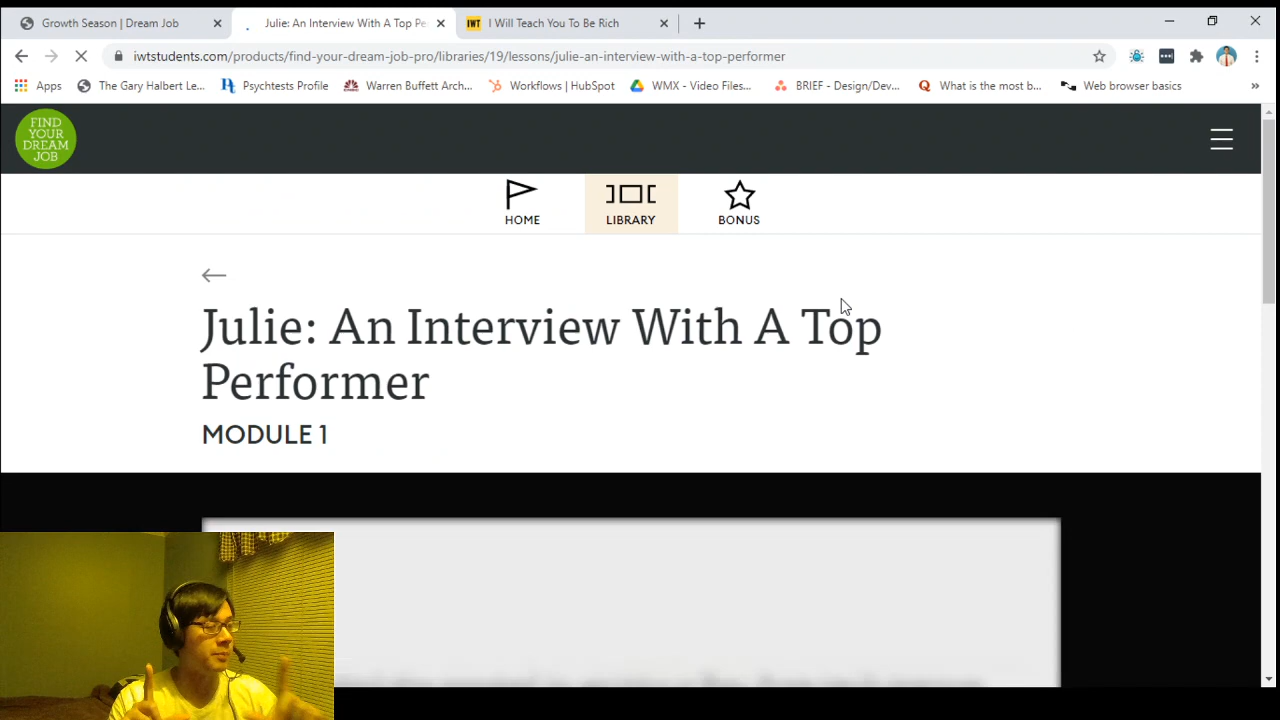 Growth Season | Dream Job
Julie: An Interview With A Top Pe
IWT I Will Teach You To Be Rich
iwtstudents.com/products/find-your-dream-job-pro/libraries/19/lessons/julie-an-interview-with-a-top-performer
Apps The Gary Halbert Le... Psychtests Profile Warren Buffett Arch... Workflows | HubSpot WMX - Video Files... BRIEF - Design/Dev... What is the most b... Web browser basics
FIND
YOUR
DREAM
JOB
HOME LIBRARY BONUS
Julie: An Interview With A Top
Performer
MODULE 1